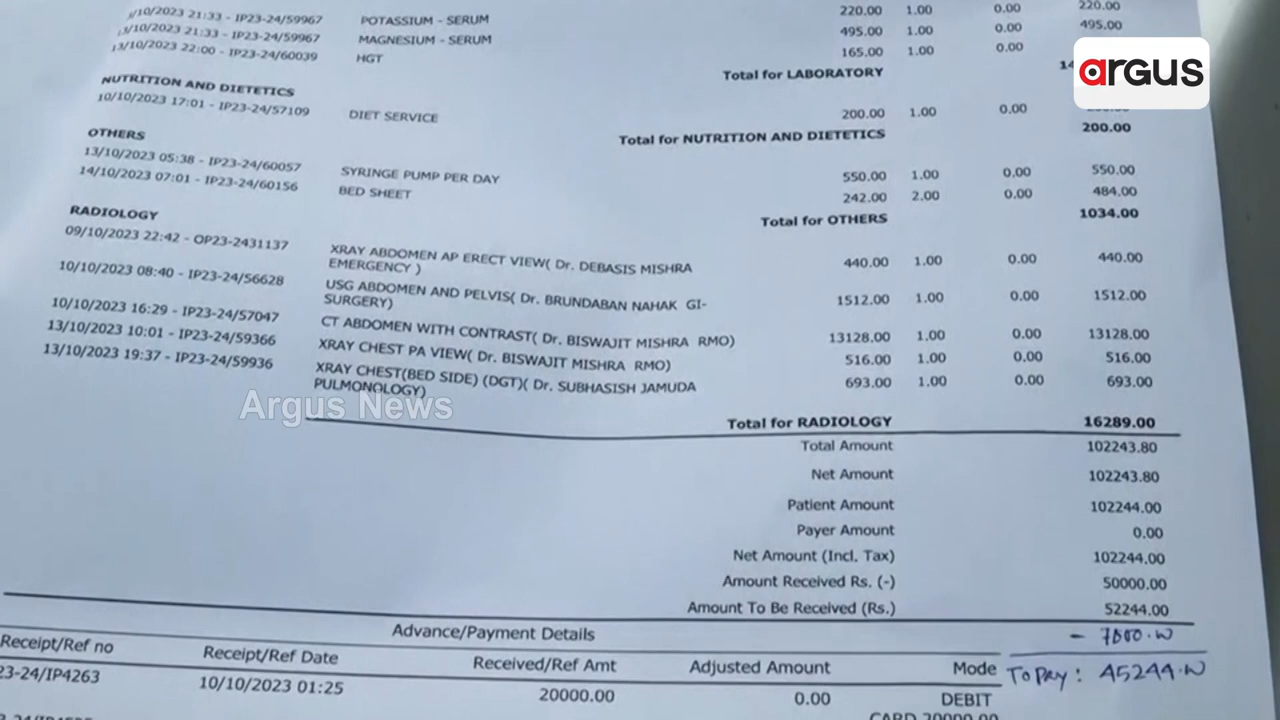 /10/2023 21:33 - IP23-24/59967 POTASSIUM - SERUM 220.00 1.00 0.00 220.00
/10/2023 21:33 - IP23-24/59967 MAGNESIUM - SERUM 495.00 1.00 0.00 495.00
13/10/2023 22:00 - IP23-24/60039 HGT 165.00 1.00 0.00
Total for LABORATORY
argus
NUTRITION AND DIETETICS
10/10/2023 17:01 - IP23-24/57109 DIET SERVICE 200.00 1.00 0.00
Total for NUTRITION AND DIETETICS 200.00
OTHERS
13/10/2023 05:38 - IP23-24/60057 SYRINGE PUMP PER DAY 550.00 1.00 0.00 550.00
14/10/2023 07:01 - IP23-24/60156 BED SHEET 242.00 2.00 0.00 484.00
Total for OTHERS 1034.00
RADIOLOGY
09/10/2023 22:42 - OP23-2431137 XRAY ABDOMEN AP ERECT VIEW( Dr. DEBASIS MISHRA 440.00 1.00 0.00 440.00
EMERGENCY )
10/10/2023 08:40 - IP23-24/56628 USG ABDOMEN AND PELVIS( Dr. BRUNDABAN NAHAK GI- 1512.00 1.00 0.00 1512.00
SURGERY)
10/10/2023 16:29 - IP23-24/57047 CT ABDOMEN WITH CONTRAST( Dr. BISWAJIT MISHRA RMO) 13128.00 1.00 0.00 13128.00
13/10/2023 10:01 - IP23-24/59366 XRAY CHEST PA VIEW( Dr. BISWAJIT MISHRA RMO) 516.00 1.00 0.00 516.00
13/10/2023 19:37 - IP23-24/59936 XRAY CHEST(BED SIDE) (DGT)( Dr. SUBHASISH JAMUDA 693.00 1.00 0.00 693.00
PULMONOLOGY)
Argus News
Total for RADIOLOGY 16289.00
Total Amount 102243.80
Net Amount 102243.80
Patient Amount 102244.00
Payer Amount 0.00
Net Amount (Incl. Tax) 102244.00
Amount Received Rs. (-) 50000.00
Amount To Be Received (Rs.) 52244.00
Advance/Payment Details
Receipt/Ref no Receipt/Ref Date Received/Ref Amt Adjusted Amount Mode
To Pay : 45244
23-24/IP4263 10/10/2023 01:25 20000.00 0.00 DEBIT
CARD 20000.00